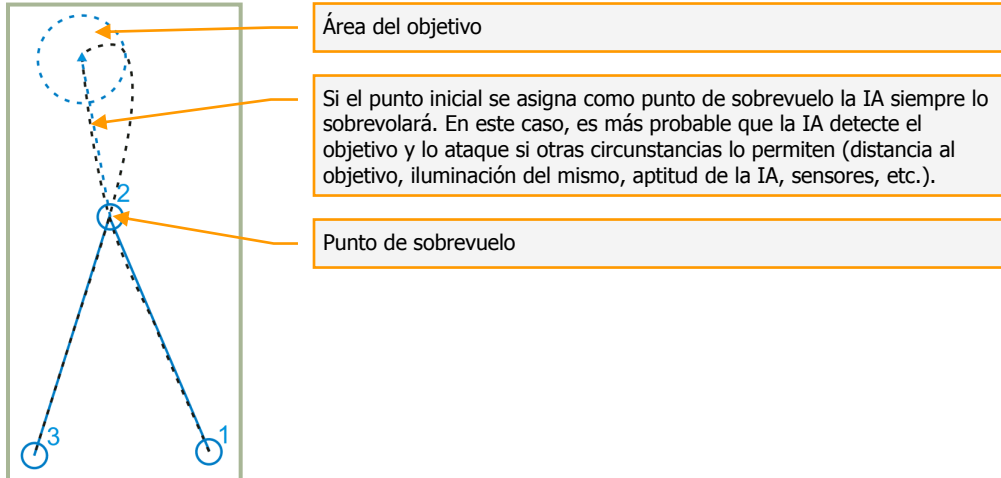 Área del objetivo
Si el punto inicial se asigna como punto de sobrevuelo la IA siempre lo
sobrevolará. En este caso, es más probable que la IA detecte el
objetivo y lo ataque si otras circunstancias lo permiten (distancia al
objetivo, iluminación del mismo, aptitud de la IA, sensores, etc.).
2
Punto de sobrevuelo
3
1